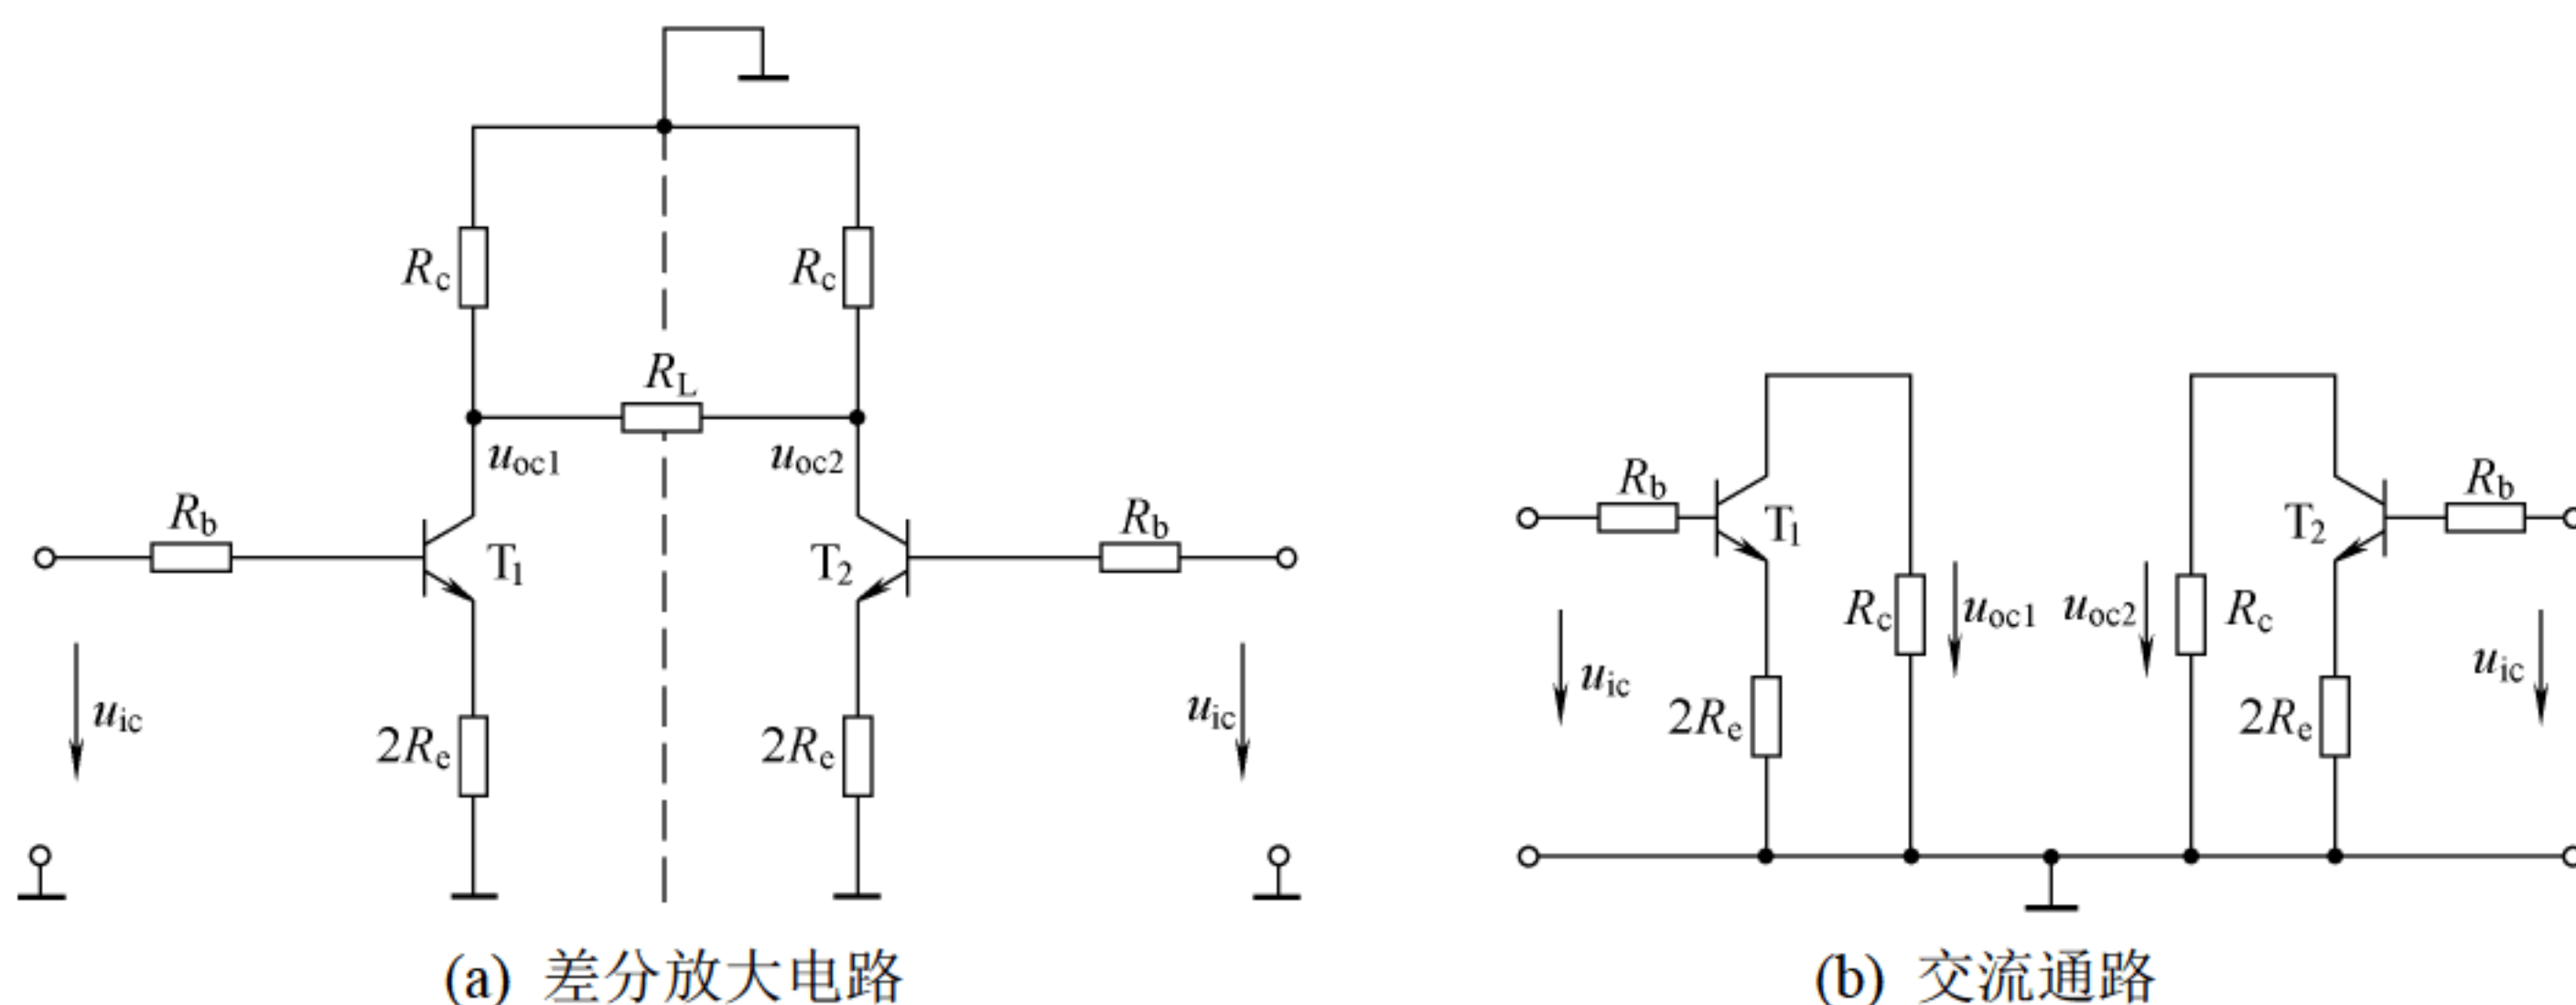 Rc
Rc
RL
uoc1
uoc2
Rb
T1
T2
Rb
uic
2Re
2Re
uic
Rb
T1
Rc
uoc1
uoc2
Rc
T2
Rb
uic
2Re
2Re
uic
(a) 差分放大电路
(b) 交流通路